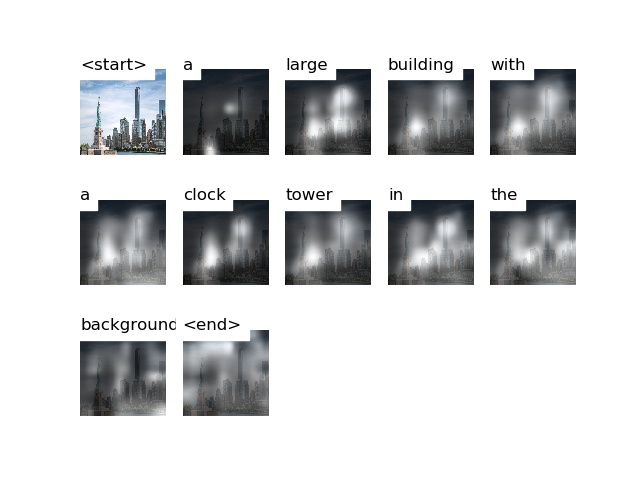 <start> a large building with
a clock tower in the
background <end>